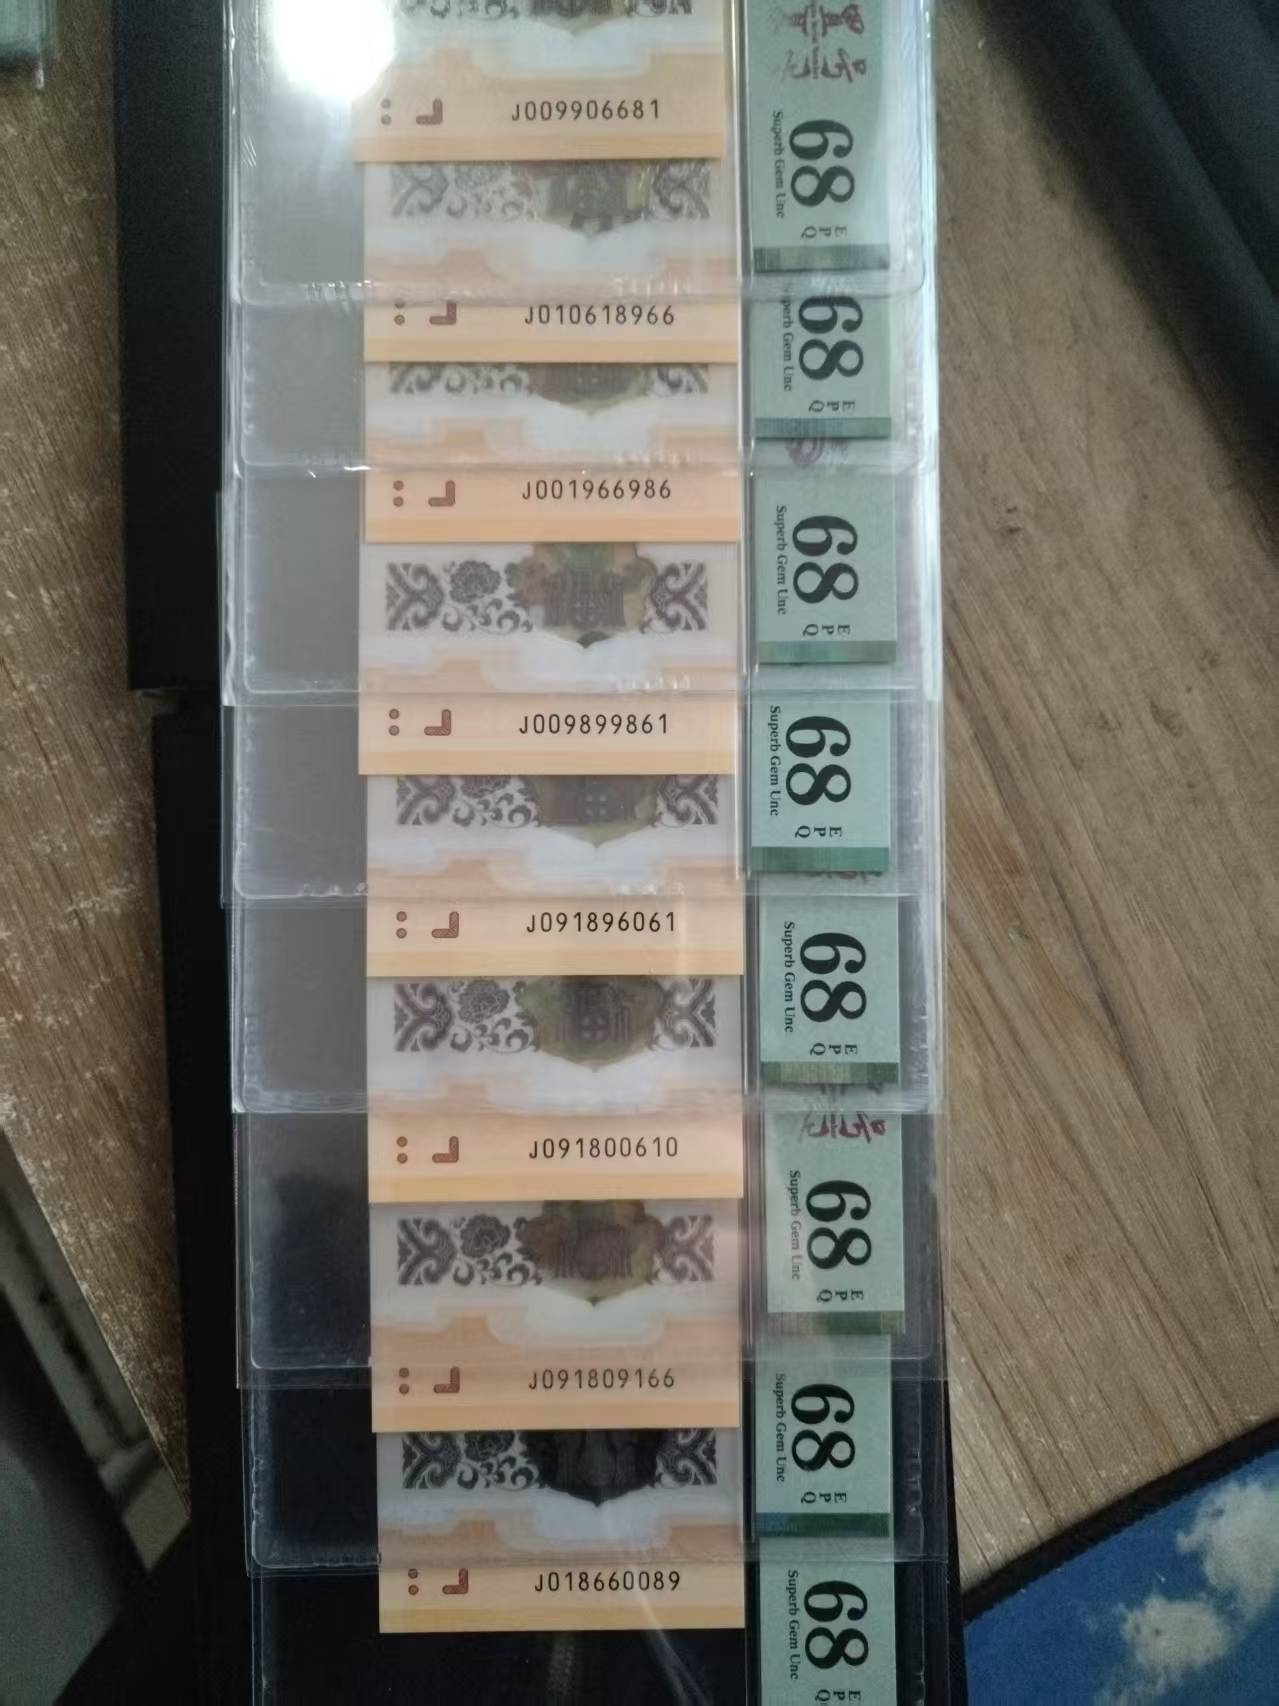 J009906681
68
Superb Gem Unc
EPQ
J010618966
68
perb Gem Unc
EPQ
J001966986
68
Superb Gem Unc
EPQ
J009899861
68
Superb Gem Unc
EPQ
J091896061
68
Superb Gem Unc
EPQ
J091800610
68
Superb Gem Unc
EPQ
J091809166
68
Superb Gem Unc
EPQ
J018660089
68
Superb Gem Unc
EP